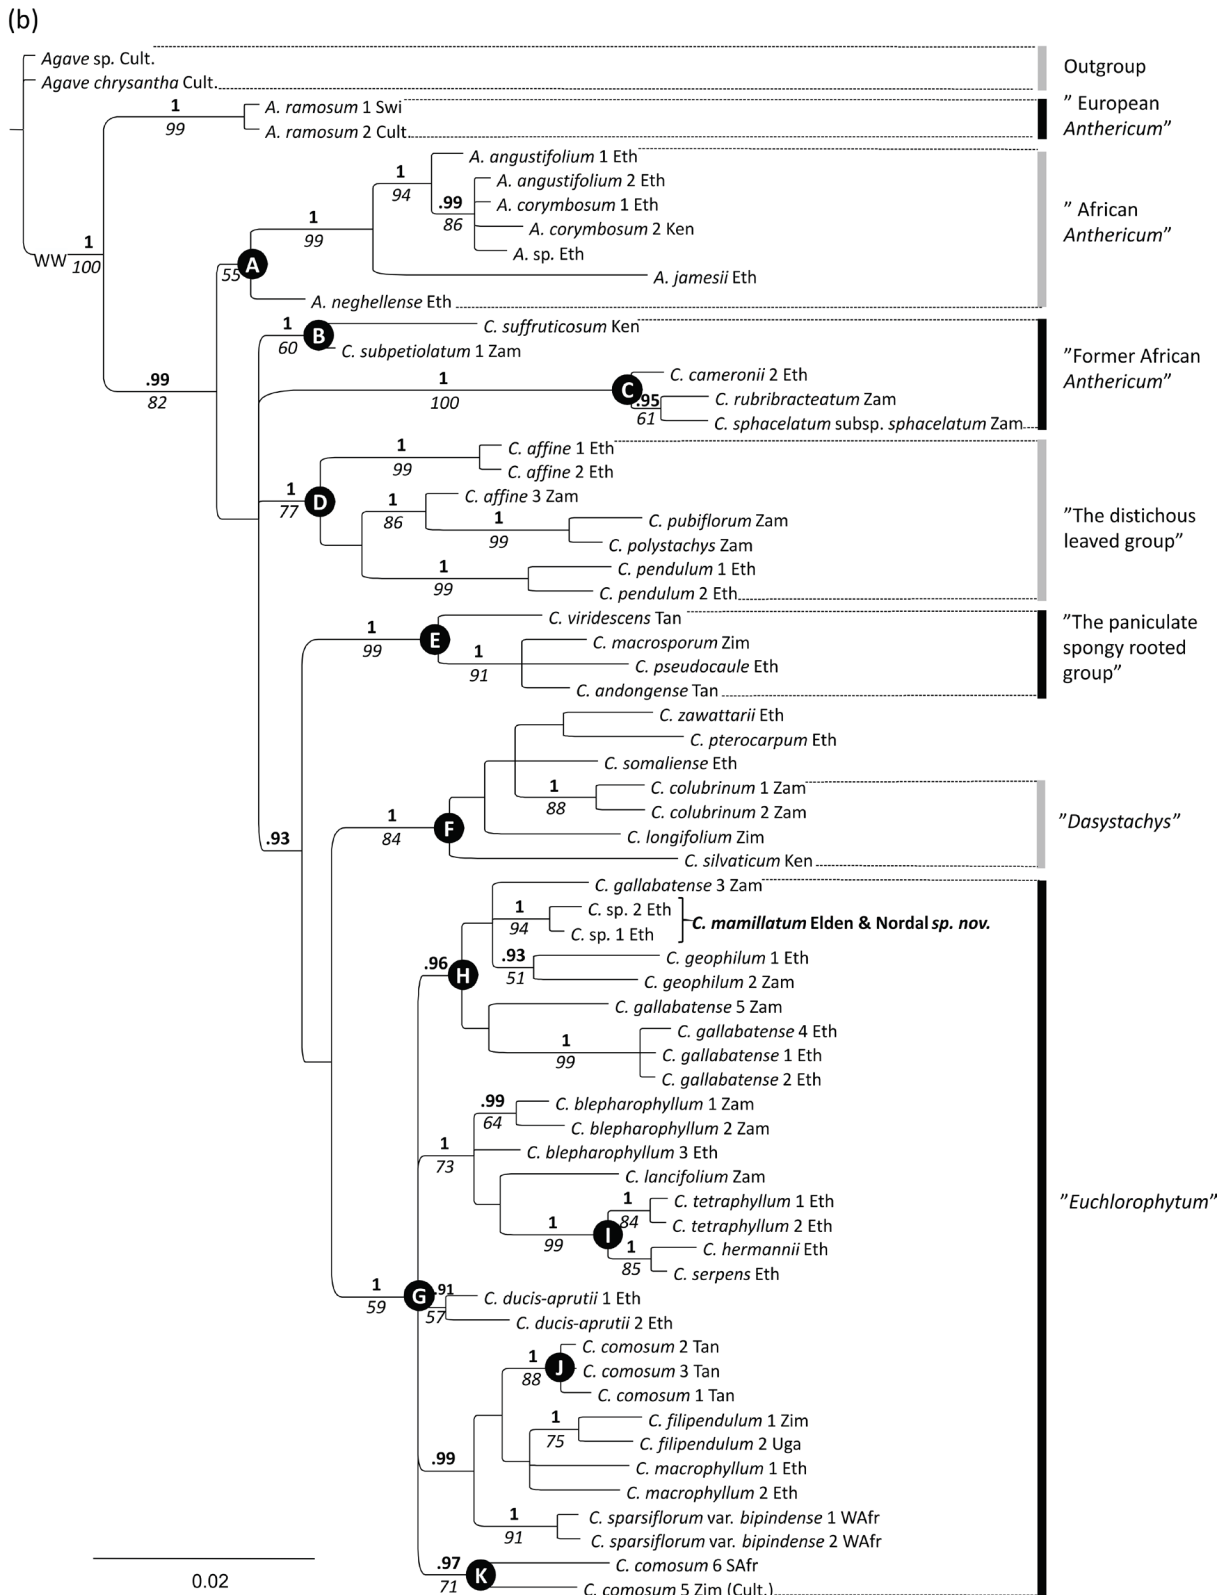 (b)
Agave sp. Cult.
Agave chrysantha Cult.
Outgroup
1
99
A. ramosum 1 Swi
A. ramosum 2 Cult.
” European
Anthericum”
A. angustifolium 1 Eth
1
94
A. angustifolium 2 Eth
.99
86
A. corymbosum 1 Eth
A. corymbosum 2 Ken
A. sp. Eth
1
99
A. jamesii Eth
” African
Anthericum”
WW
1
100
55
A
A. neghellense Eth
1
60
B
C. suffruticosum Ken
C. subpetiolatum 1 Zam
”Former African
Anthericum”
.99
82
1
100
C
C. cameronii 2 Eth
.95
61
C. rubribracteatum Zam
C. sphacelatum subsp. sphacelatum Zam
1
99
C. affine 1 Eth
C. affine 2 Eth
1
77
D
1
86
C. affine 3 Zam
1
99
C. pubiflorum Zam
C. polystachys Zam
”The distichous
leaved group”
1
99
C. pendulum 1 Eth
C. pendulum 2 Eth
1
99
E
C. viridescens Tan
1
91
C. macrosporum Zim
C. pseudocaule Eth
C. andongense Tan
”The paniculate
spongy rooted
group”
C. zawattarii Eth
C. pterocarpum Eth
C. somaliense Eth
1
88
C. colubrinum 1 Zam
C. colubrinum 2 Zam
.93
1
84
F
C. longifolium Zim
C. silvaticum Ken
”Dasystachys”
C. gallabatense 3 Zam
1
94
C. sp. 2 Eth
C. sp. 1 Eth
C. mamillatum Elden & Nordal sp. nov.
.96
H
.93
51
C. geophilum 1 Eth
C. geophilum 2 Zam
C. gallabatense 5 Zam
1
99
C. gallabatense 4 Eth
C. gallabatense 1 Eth
C. gallabatense 2 Eth
.99
64
C. blepharophyllum 1 Zam
C. blepharophyllum 2 Zam
1
73
C. blepharophyllum 3 Eth
C. lancifolium Zam
1
99
I
1
84
C. tetraphyllum 1 Eth
C. tetraphyllum 2 Eth
1
85
C. hermannii Eth
C. serpens Eth
”Euchlorophytum”
1
59
G
.91
57
C. ducis-aprutii 1 Eth
C. ducis-aprutii 2 Eth
1
88
J
C. comosum 2 Tan
C. comosum 3 Tan
C. comosum 1 Tan
1
75
C. filipendulum 1 Zim
C. filipendulum 2 Uga
.99
C. macrophyllum 1 Eth
C. macrophyllum 2 Eth
1
91
C. sparsiflorum var. bipindense 1 WAfr
C. sparsiflorum var. bipindense 2 WAfr
.97
71
K
C. comosum 6 SAfr
C. comosum 5 Zim (Cult.)
0.02